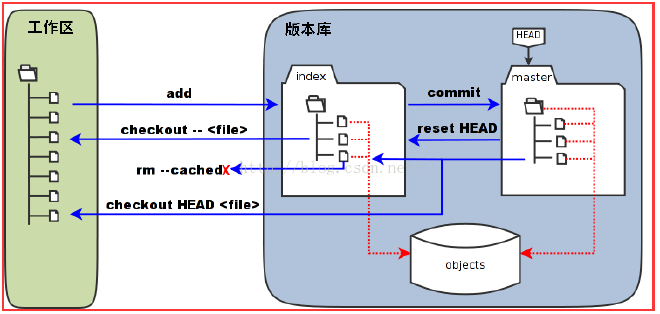 工作区
版本库
HEAD
index
master
add
commit
checkout -- <file>
reset HEAD
rm --cached
X
http://blog.csdn.net
checkout HEAD <file>
objects